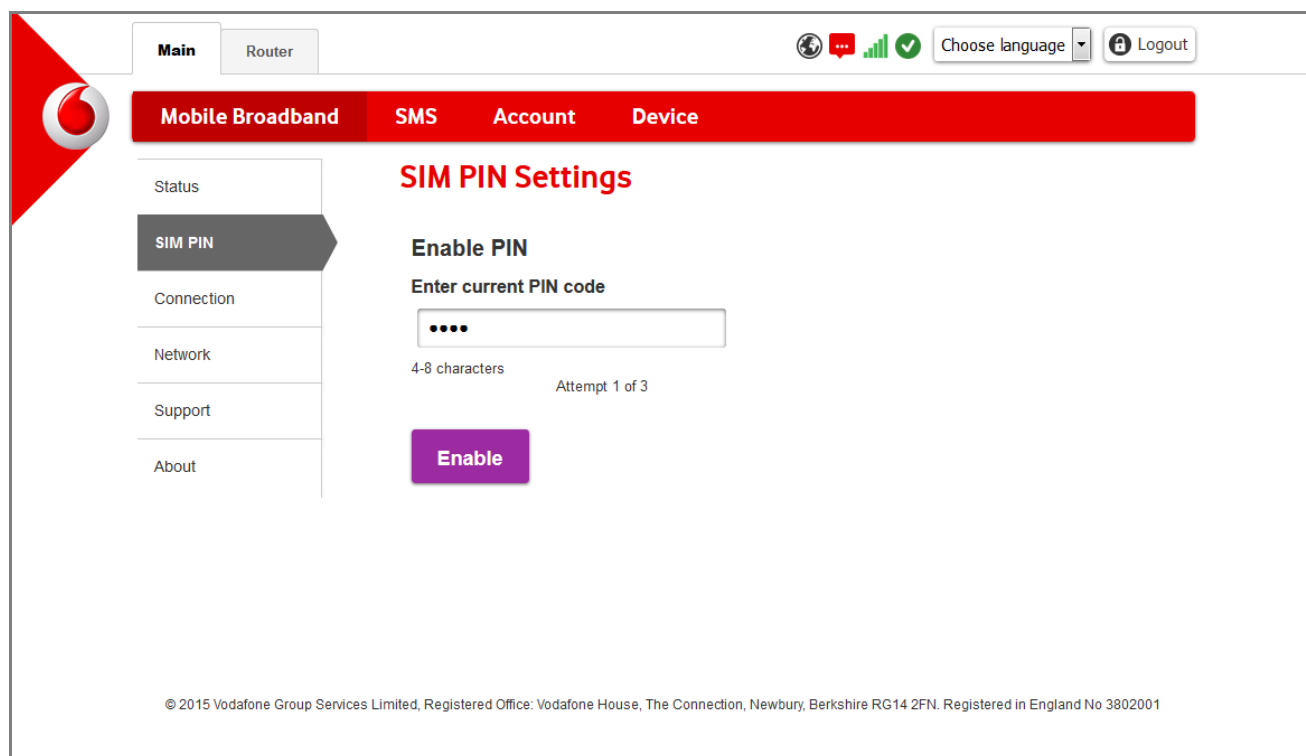 Main
Router
Choose language
Logout
Mobile Broadband
SMS
Account
Device
Status
SIM PIN
Connection
Network
Support
About
SIM PIN Settings
Enable PIN
Enter current PIN code
••••
4-8 characters
Attempt 1 of 3
Enable
© 2015 Vodafone Group Services Limited, Registered Office: Vodafone House, The Connection, Newbury, Berkshire RG14 2FN. Registered in England No 3802001